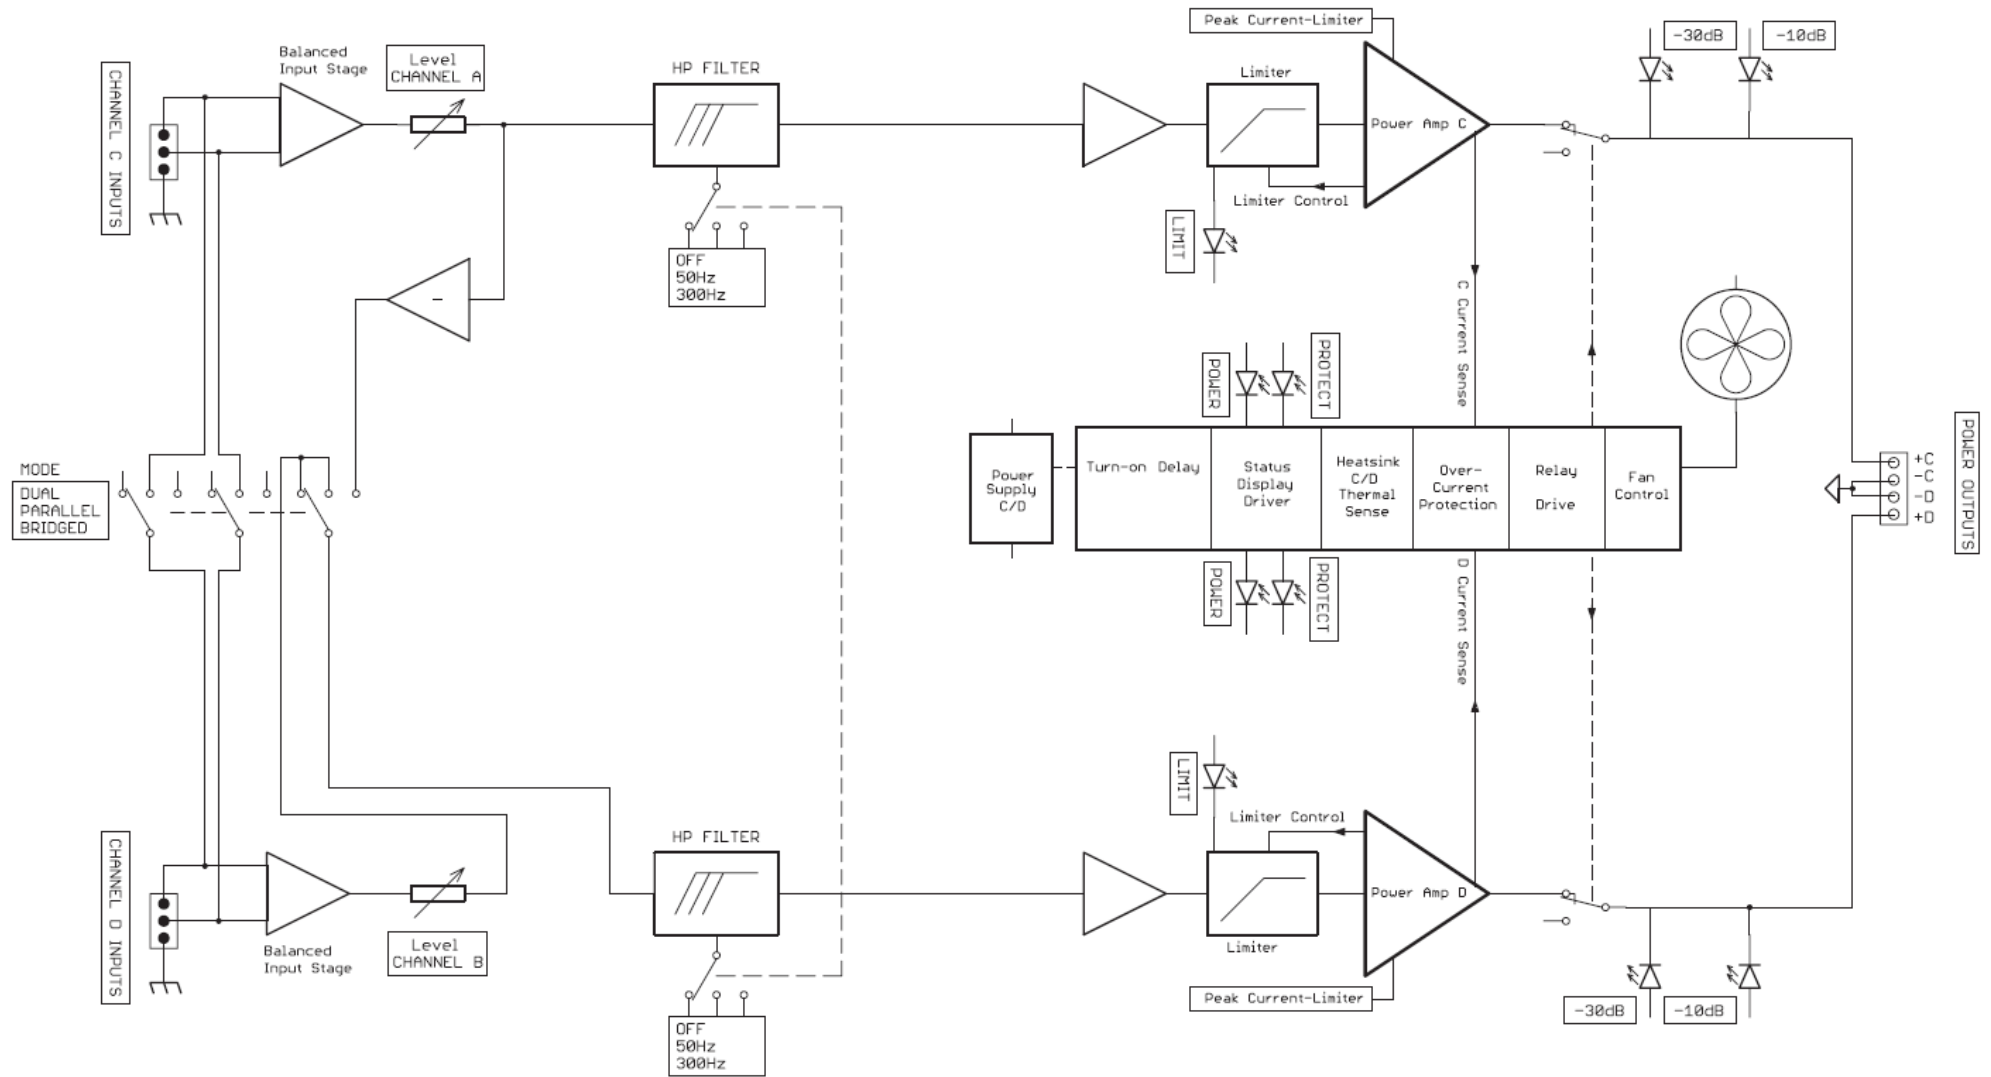 Peak Current-Limiter
-30dB
-10dB
Balanced
Input Stage
Level
CHANNEL A
HP FILTER
Limiter
CHANNEL C INPUTS
Power Amp C
Limiter Control
LIMIT
OFF
50Hz
300Hz
-
C Current Sense
POWER
PROTECT
MODE
DUAL
PARALLEL
BRIDGED
Power
Supply
C/D
Turn-on Delay
Status
Display
Driver
Heatsink
C/D
Thermal
Sense
Over-
Current
Protection
Relay
Drive
Fan
Control
+C
-C
-D
+D
POWER OUTPUTS
POWER
PROTECT
D Current Sense
LIMIT
Limiter Control
HP FILTER
CHANNEL D INPUTS
Power Amp D
Balanced
Input Stage
Level
CHANNEL B
Limiter
Peak Current-Limiter
-30dB
-10dB
OFF
50Hz
300Hz